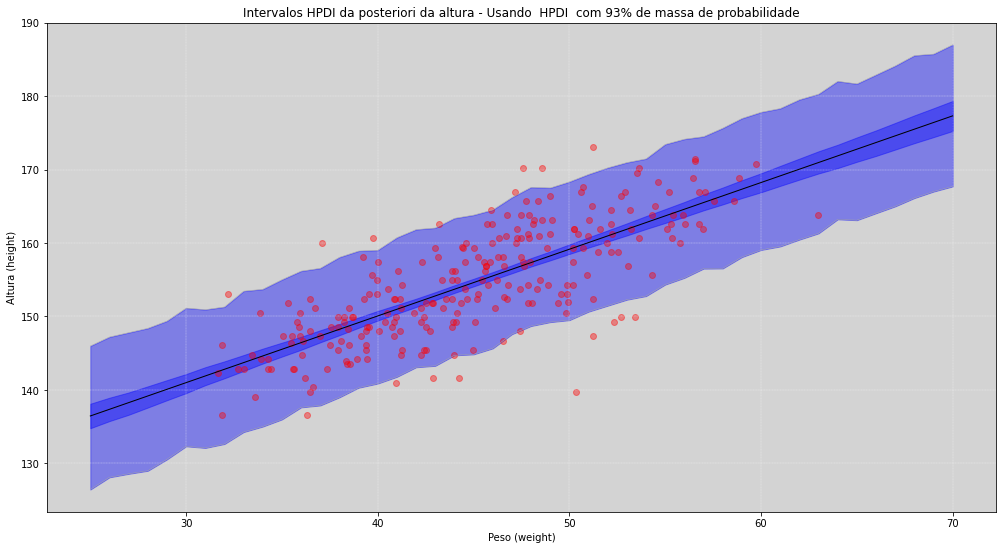 Intervalos HPDI da posteriori da altura - Usando  HPDI  com 93% de massa de probabilidade
190
180
170
160
150
140
130
Altura (height)
30 40 50 60 70
Peso (weight)